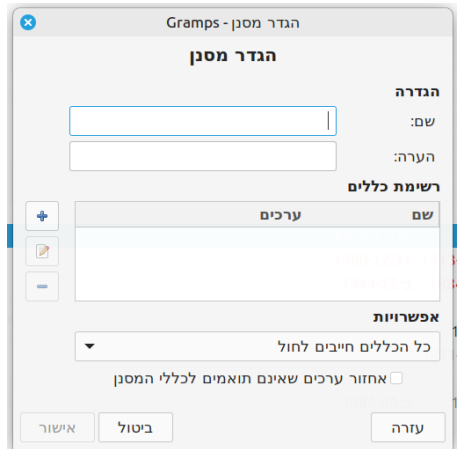 הגדר מסנן - Gramps
הגדר מסנן
הגדרה
שם:
הערה:
רשימת כללים
שם ערכים
אפשרויות
כל הכללים חייבים לחול
אחזור ערכים שאינם תואמים לכללי המסנן
עזרה ביטול אישור